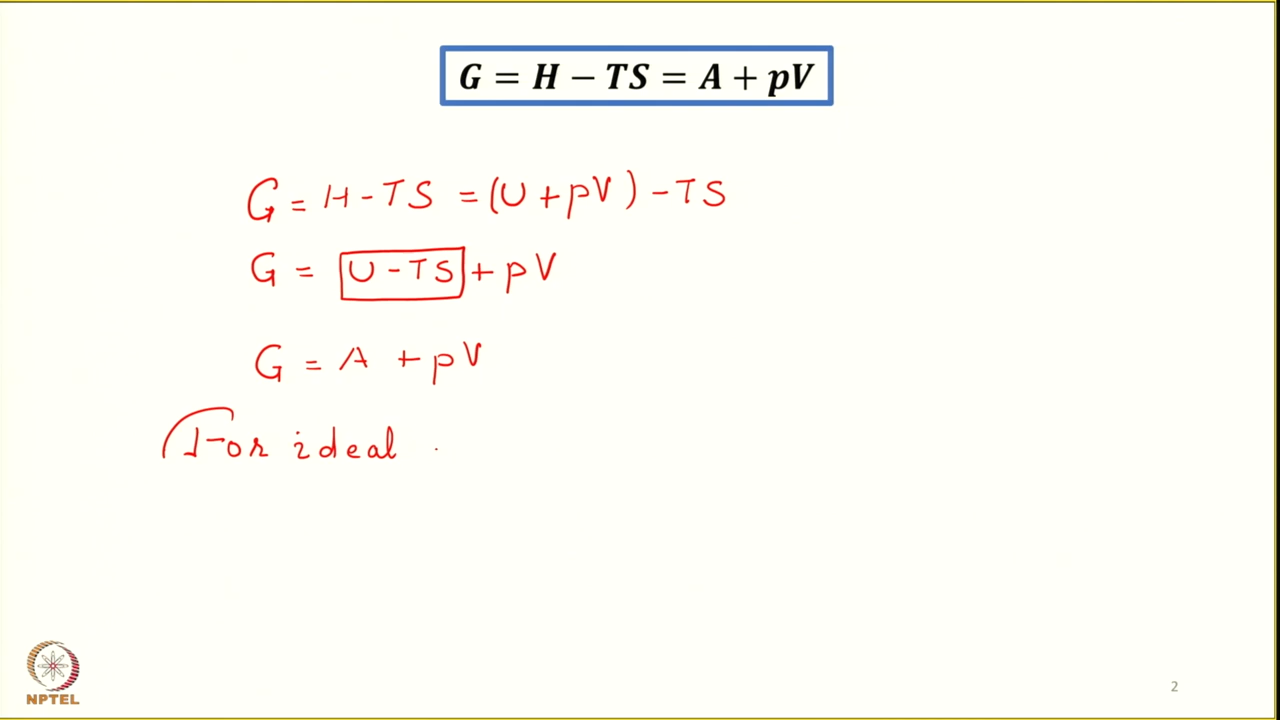 G = H − TS = A + pV
G = H - TS = (U + pV) - TS
G = U - TS + pV
G = A + pV
For ideal
NPTEL
2